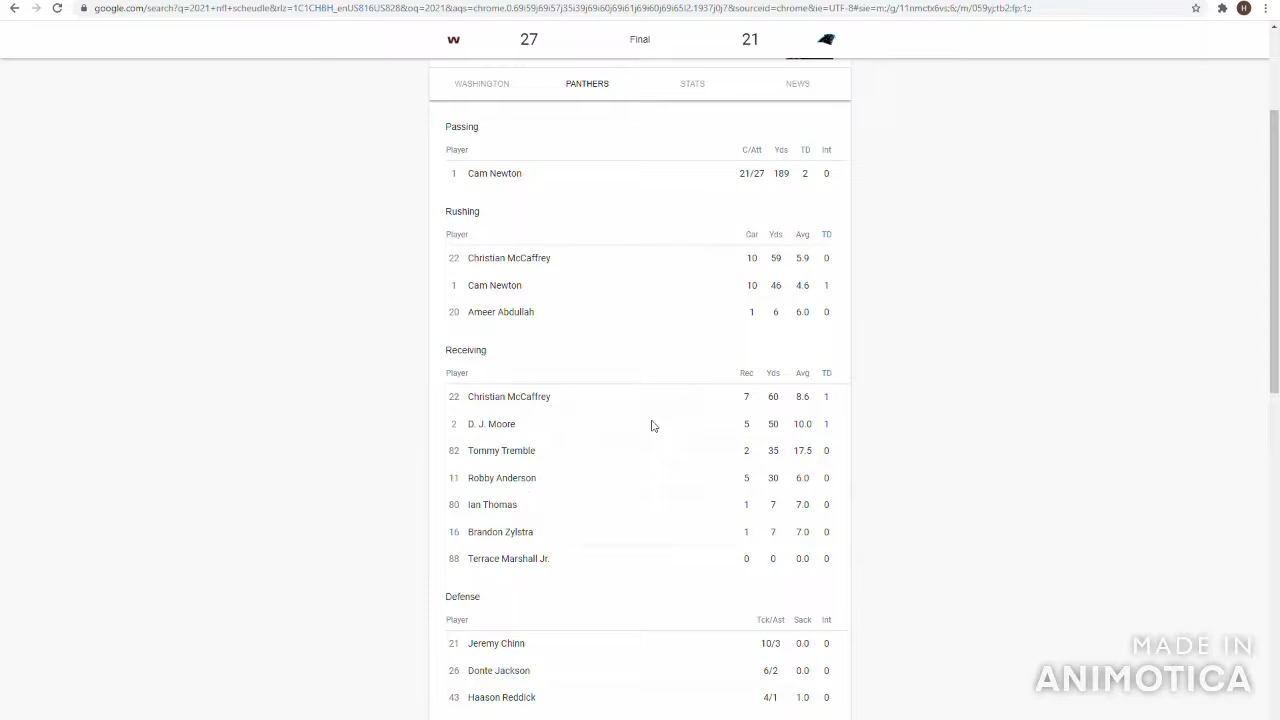 google.com/search?q=2021+nfl+scheudle&rlz=1C1CHBH_enUS816US828&oq=2021&aqs=chrome.0.69i59j69i57j35i39j69i60j69i61j69i60j69i65l2.1937j0j7&sourceid=chrome&ie=UTF-8#sie=m;/g/11nmctx6vs;6;/m/059yj;tb2;fp:1;;
H
W 27 Final 21
WASHINGTON PANTHERS STATS NEWS
Passing
Player C/Att Yds TD Int
1 Cam Newton 21/27 189 2 0
Rushing
Player Car Yds Avg TD
22 Christian McCaffrey 10 59 5.9 0
1 Cam Newton 10 46 4.6 1
20 Ameer Abdullah 1 6 6.0 0
Receiving
Player Rec Yds Avg TD
22 Christian McCaffrey 7 60 8.6 1
2 D. J. Moore 5 50 10.0 1
82 Tommy Tremble 2 35 17.5 0
11 Robby Anderson 5 30 6.0 0
80 Ian Thomas 1 7 7.0 0
16 Brandon Zylstra 1 7 7.0 0
88 Terrace Marshall Jr. 0 0 0.0 0
Defense
Player Tck/Ast Sack Int
21 Jeremy Chinn 10/3 0.0 0
26 Donte Jackson 6/2 0.0 0
43 Haason Reddick 4/1 1.0 0
MADE IN
ANIMOTICA